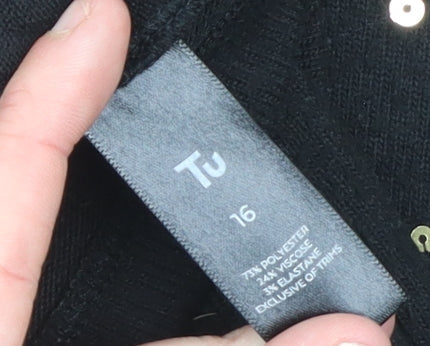 Tu
16
73% POLYESTER
24% VISCOSE
3% ELASTANE
EXCLUSIVE OF TRIMS